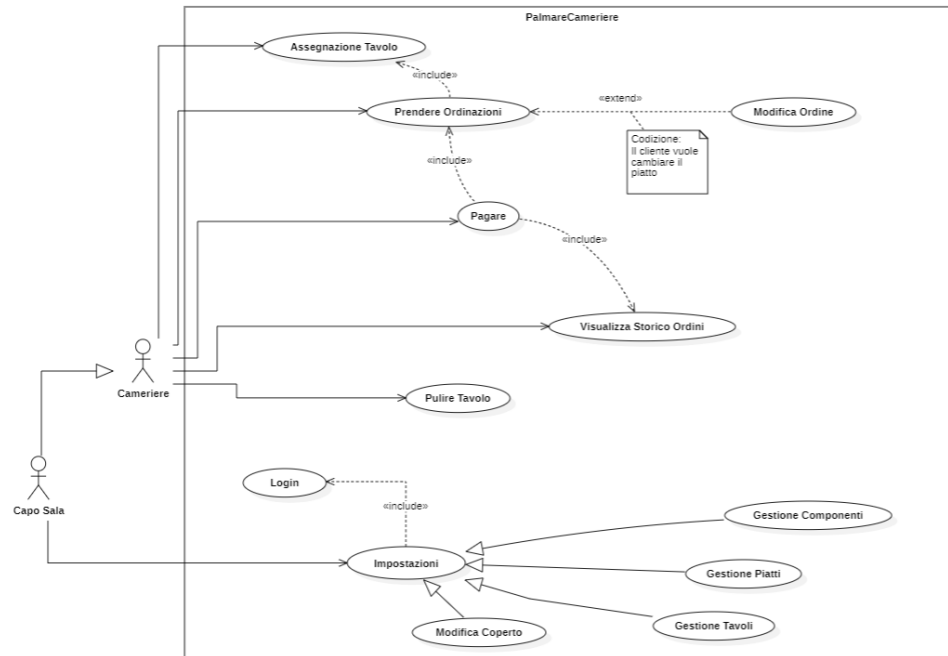 PalmareCameriere
Assegnazione Tavolo
«include»
Prendere Ordinazioni
«extend»
Modifica Ordine
Codizione:
Il cliente vuole
cambiare il
piatto
«include»
Pagare
«include»
Visualizza Storico Ordini
Cameriere
Pulire Tavolo
Login
Capo Sala
«include»
Gestione Componenti
Impostazioni
Gestione Piatti
Gestione Tavoli
Modifica Coperto